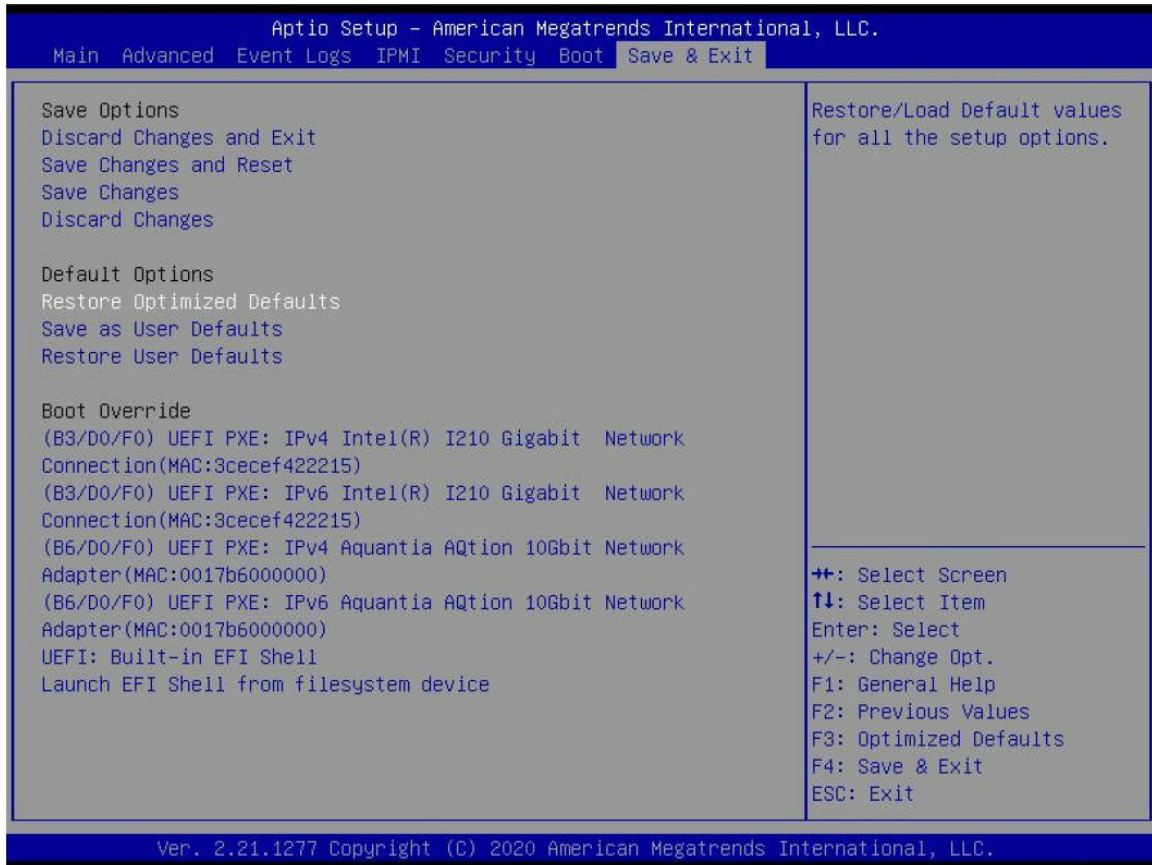 Aptio Setup – American Megatrends International, LLC.
Main Advanced Event Logs IPMI Security Boot Save & Exit
Save Options
Discard Changes and Exit
Save Changes and Reset
Save Changes
Discard Changes
Default Options
Restore Optimized Defaults
Save as User Defaults
Restore User Defaults
Boot Override
(B3/D0/F0) UEFI PXE: IPv4 Intel(R) I210 Gigabit  Network
Connection(MAC:3cecef422215)
(B3/D0/F0) UEFI PXE: IPv6 Intel(R) I210 Gigabit  Network
Connection(MAC:3cecef422215)
(B6/D0/F0) UEFI PXE: IPv4 Aquantia AQtion 10Gbit Network
Adapter(MAC:0017b6000000)
(B6/D0/F0) UEFI PXE: IPv6 Aquantia AQtion 10Gbit Network
Adapter(MAC:0017b6000000)
UEFI: Built-in EFI Shell
Launch EFI Shell from filesystem device
Restore/Load Default values
for all the setup options.
→←: Select Screen
↑↓: Select Item
Enter: Select
+/-: Change Opt.
F1: General Help
F2: Previous Values
F3: Optimized Defaults
F4: Save & Exit
ESC: Exit
Ver. 2.21.1277 Copyright (C) 2020 American Megatrends International, LLC.